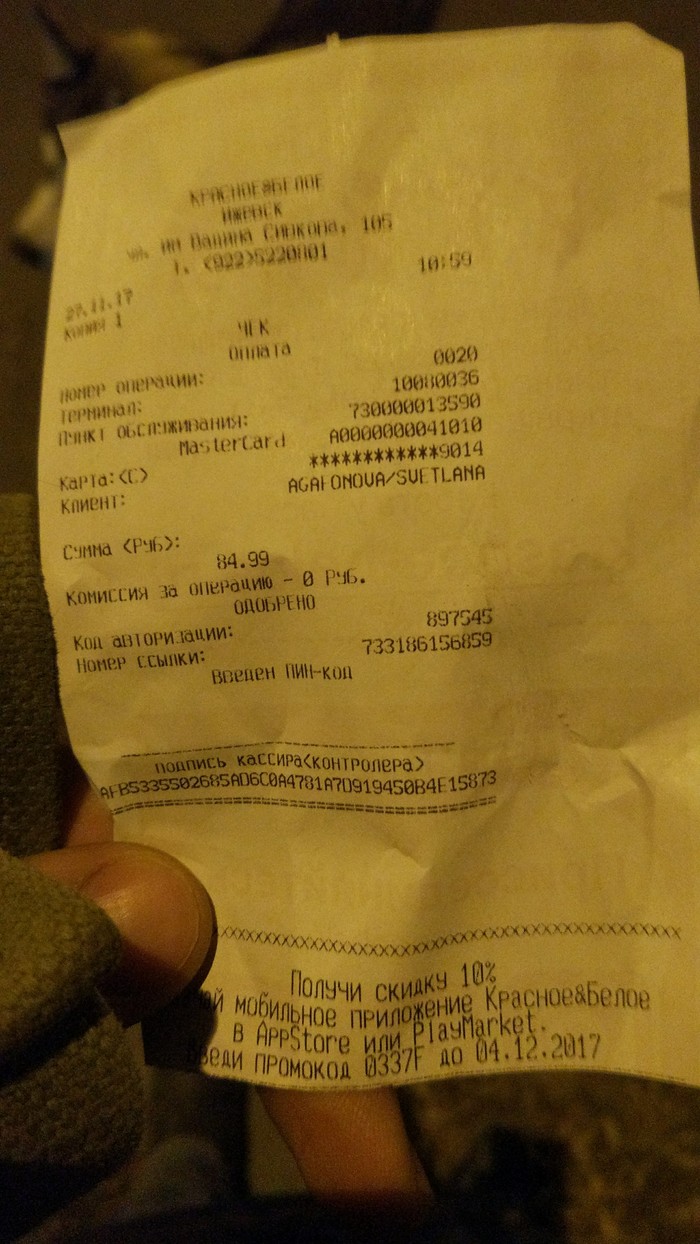 КРАСНОЕ&БЕЛОЕ
ИЖЕВСК
ул. им Вадима Сивкова, 105
т. <922>5220801
27.11.17 10:59
Копия 1
ЧЕК
Оплата
Номер операции: 0020
Терминал: 10080036
Пункт обслуживания: 730000013590
MasterCard A0000000041010
Карта:<C> ************9014
Клиент: AGAFONOVA/SVETLANA
Сумма <Руб>:
84.99
Комиссия за операцию - 0 Руб.
ОДОБРЕНО
Код авторизации: 897545
Номер ссылки: 733186156859
Введен ПИН-код
подпись кассира<контролера>
AFB5335502685AD6C0A4781A7D919450B4E15873
Получи скидку 10%
мобильное приложение Красное&Белое
в AppStore или PlayMarket.
введи ПРОМОКОД 0337F до 04.12.2017